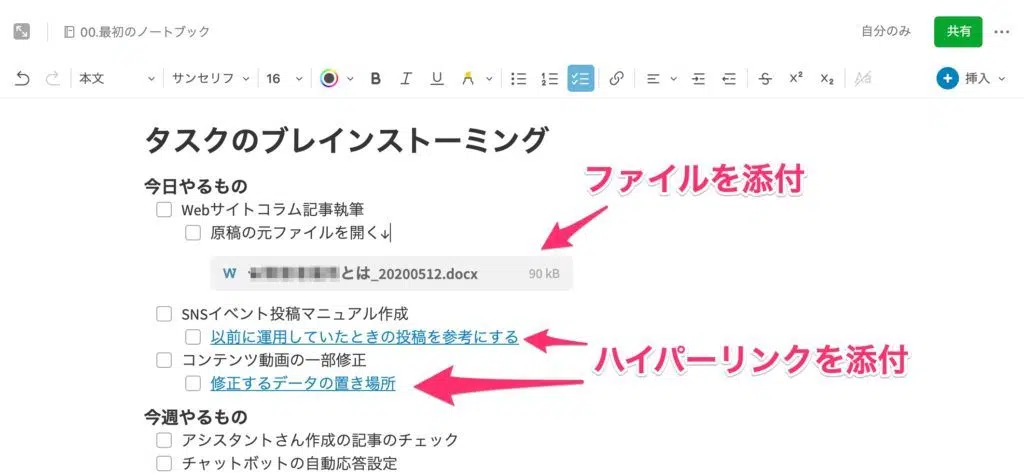 00.最初のノートブック
自分のみ
共有
本文
サンセリフ
16
挿入
タスクのブレインストーミング
ファイルを添付
今日やるもの
Webサイトコラム記事執筆
原稿の元ファイルを開く↓
とは_20200512.docx
90 kB
SNSイベント投稿マニュアル作成
以前に運用していたときの投稿を参考にする
ハイパーリンクを添付
コンテンツ動画の一部修正
修正するデータの置き場所
今週やるもの
アシスタントさん作成の記事のチェック
チャットボットの自動応答設定